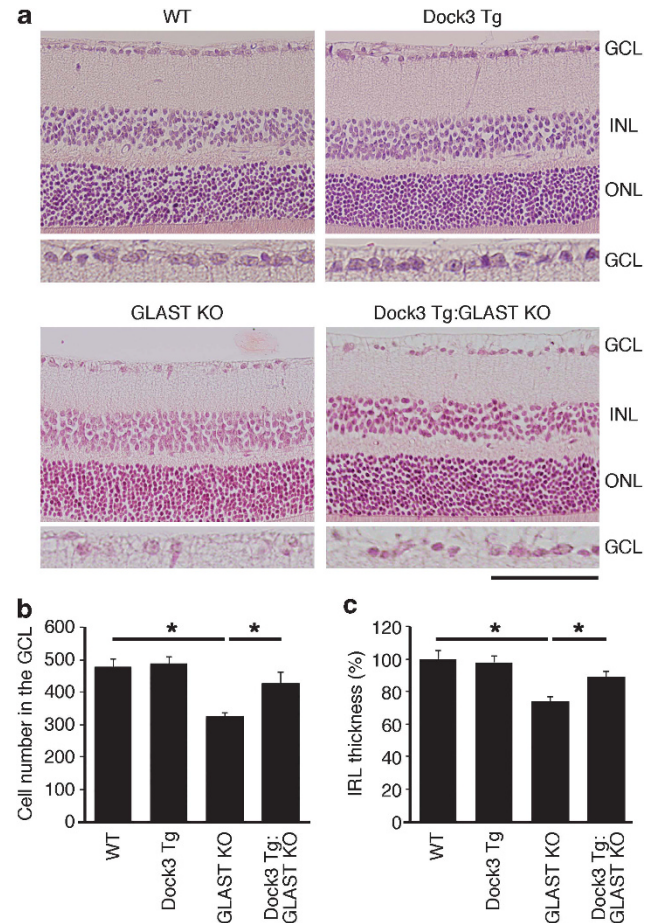 a
WT
Dock3 Tg
GCL
INL
ONL
GCL
GLAST KO
Dock3 Tg:GLAST KO
GCL
INL
ONL
GCL
b
Cell number in the GCL
600
500
400
300
200
100
0
*
*
WT
Dock3 Tg
GLAST KO
Dock3 Tg:
GLAST KO
c
IRL thickness (%)
120
100
80
60
40
20
0
*
*
WT
Dock3 Tg
GLAST KO
Dock3 Tg:
GLAST KO